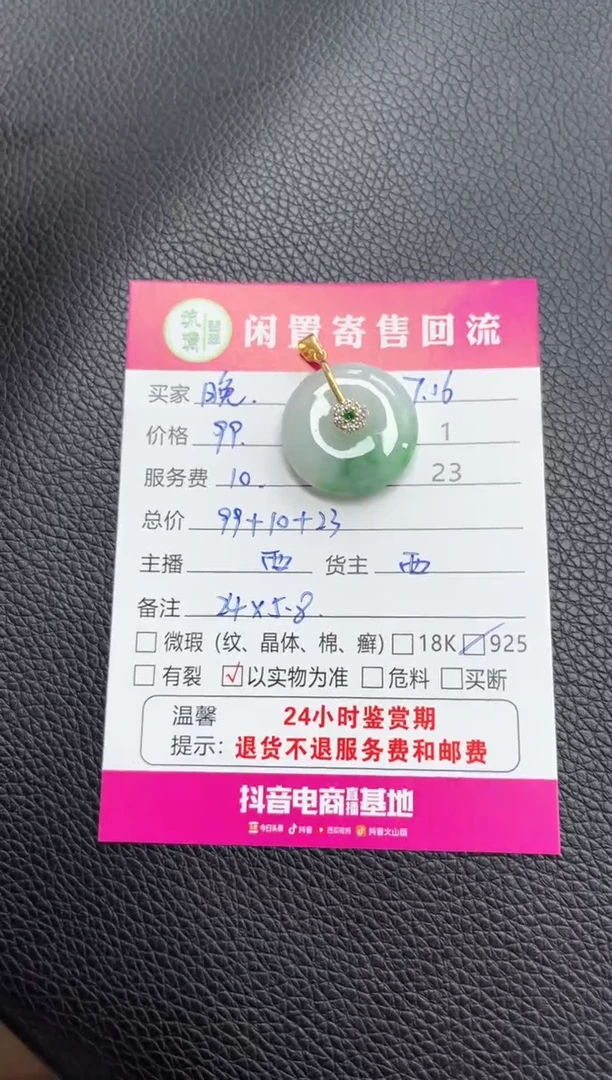 闲置寄售回流
买家 晚. 7.16
价格 99. 1
服务费 10. 23
总价 99+10+23
主播 西 货主 西
备注 24×5.8.
微瑕（纹、晶体、棉、癣） 18K 925
有裂 √以实物为准 危料 买断
温馨 24小时鉴赏期
提示：退货不退服务费和邮费
抖音电商直播基地
今日头条 抖音 西瓜视频 抖音火山版